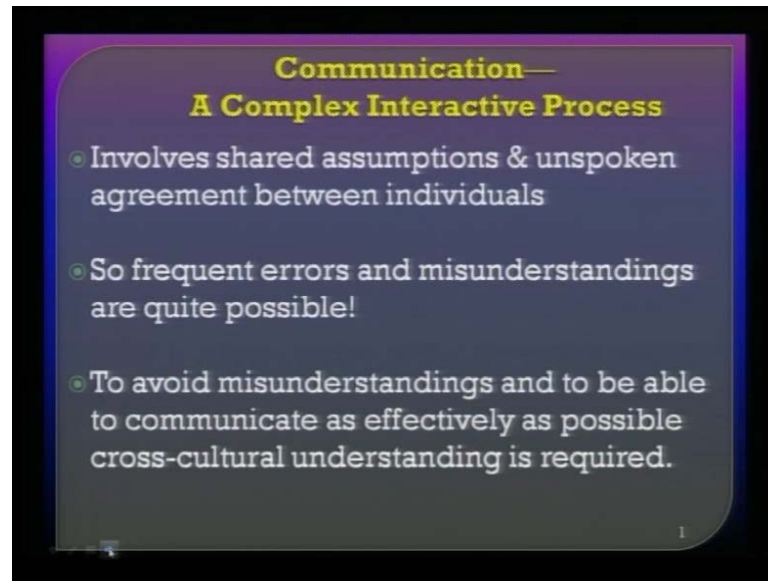 Communication—
A Complex Interactive Process
Involves shared assumptions & unspoken
agreement between individuals
So frequent errors and misunderstandings
are quite possible!
To avoid misunderstandings and to be able
to communicate as effectively as possible
cross-cultural understanding is required.
1